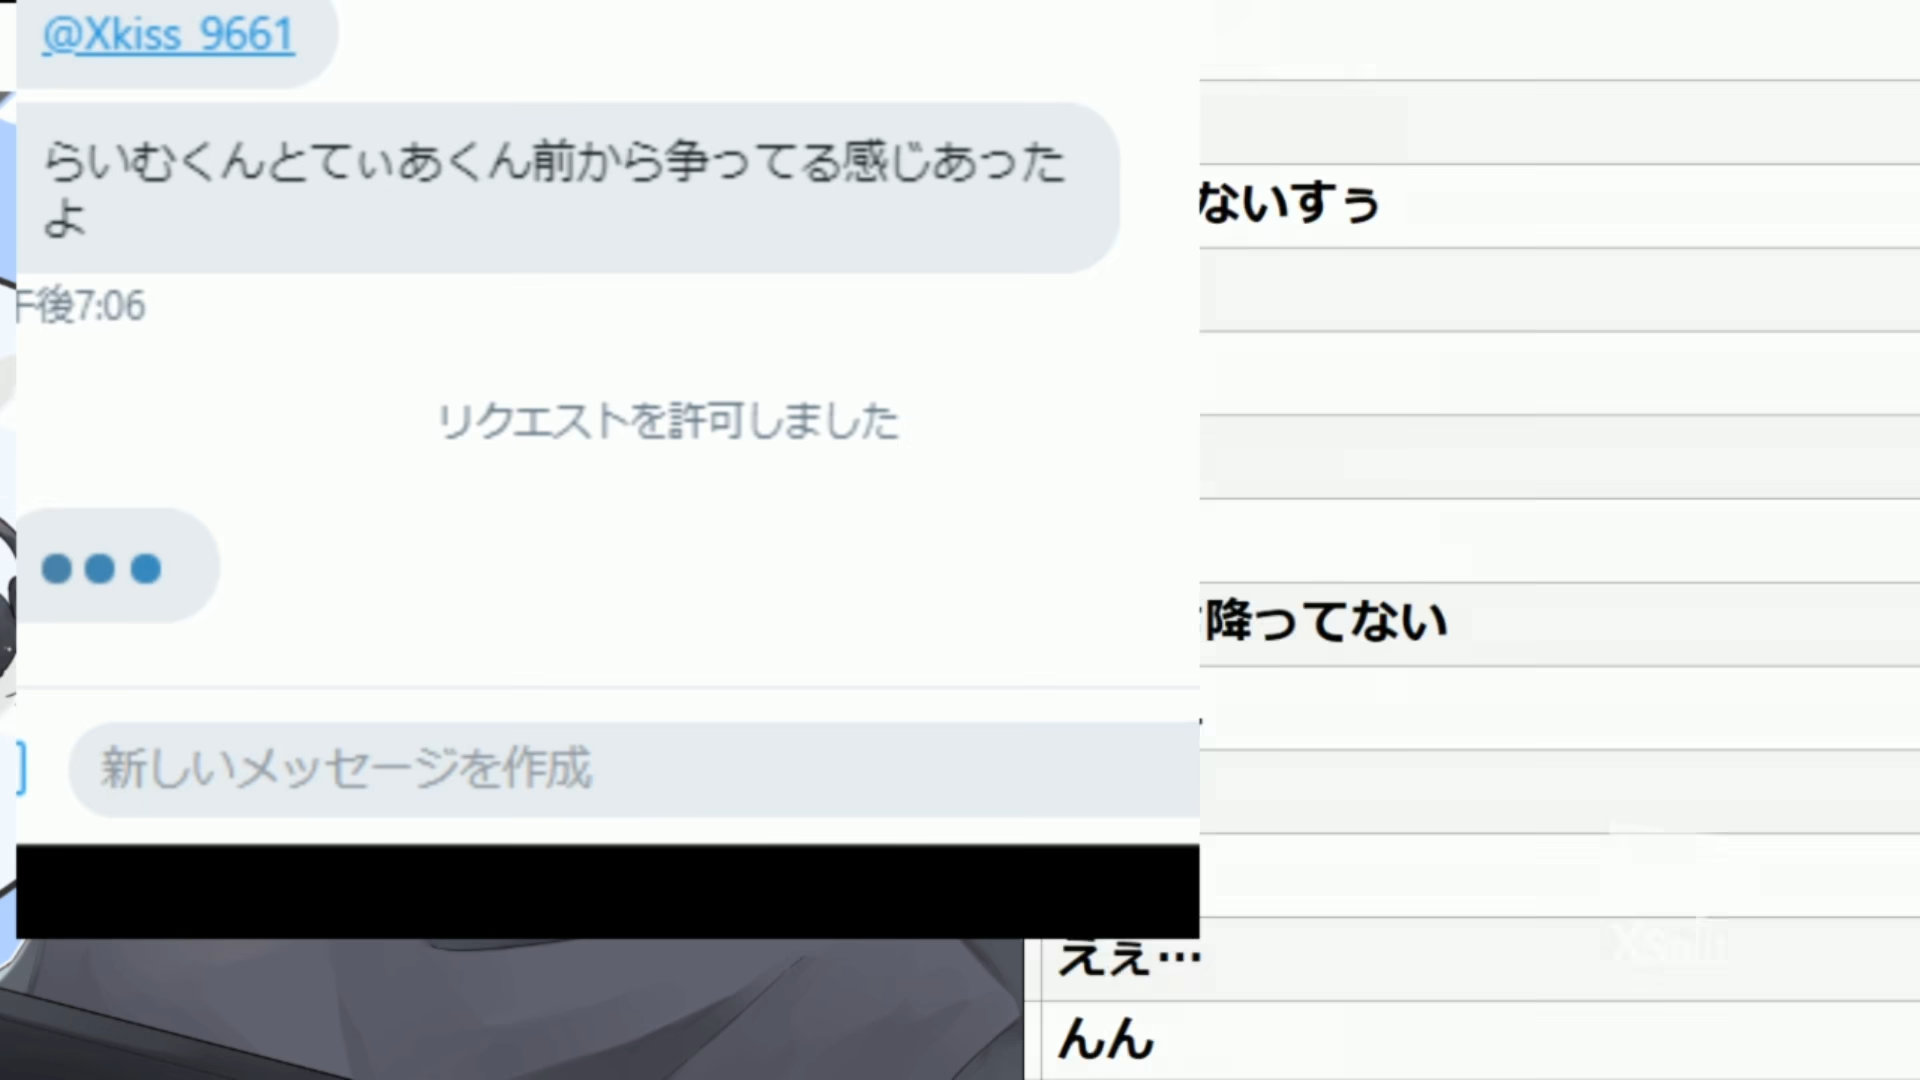 @Xkiss_9661
らいむくんとてぃあくん前から争ってる感じあった
よ
午後7:06
リクエストを許可しました
新しいメッセージを作成
ないすぅ
降ってない
えぇ…
んん